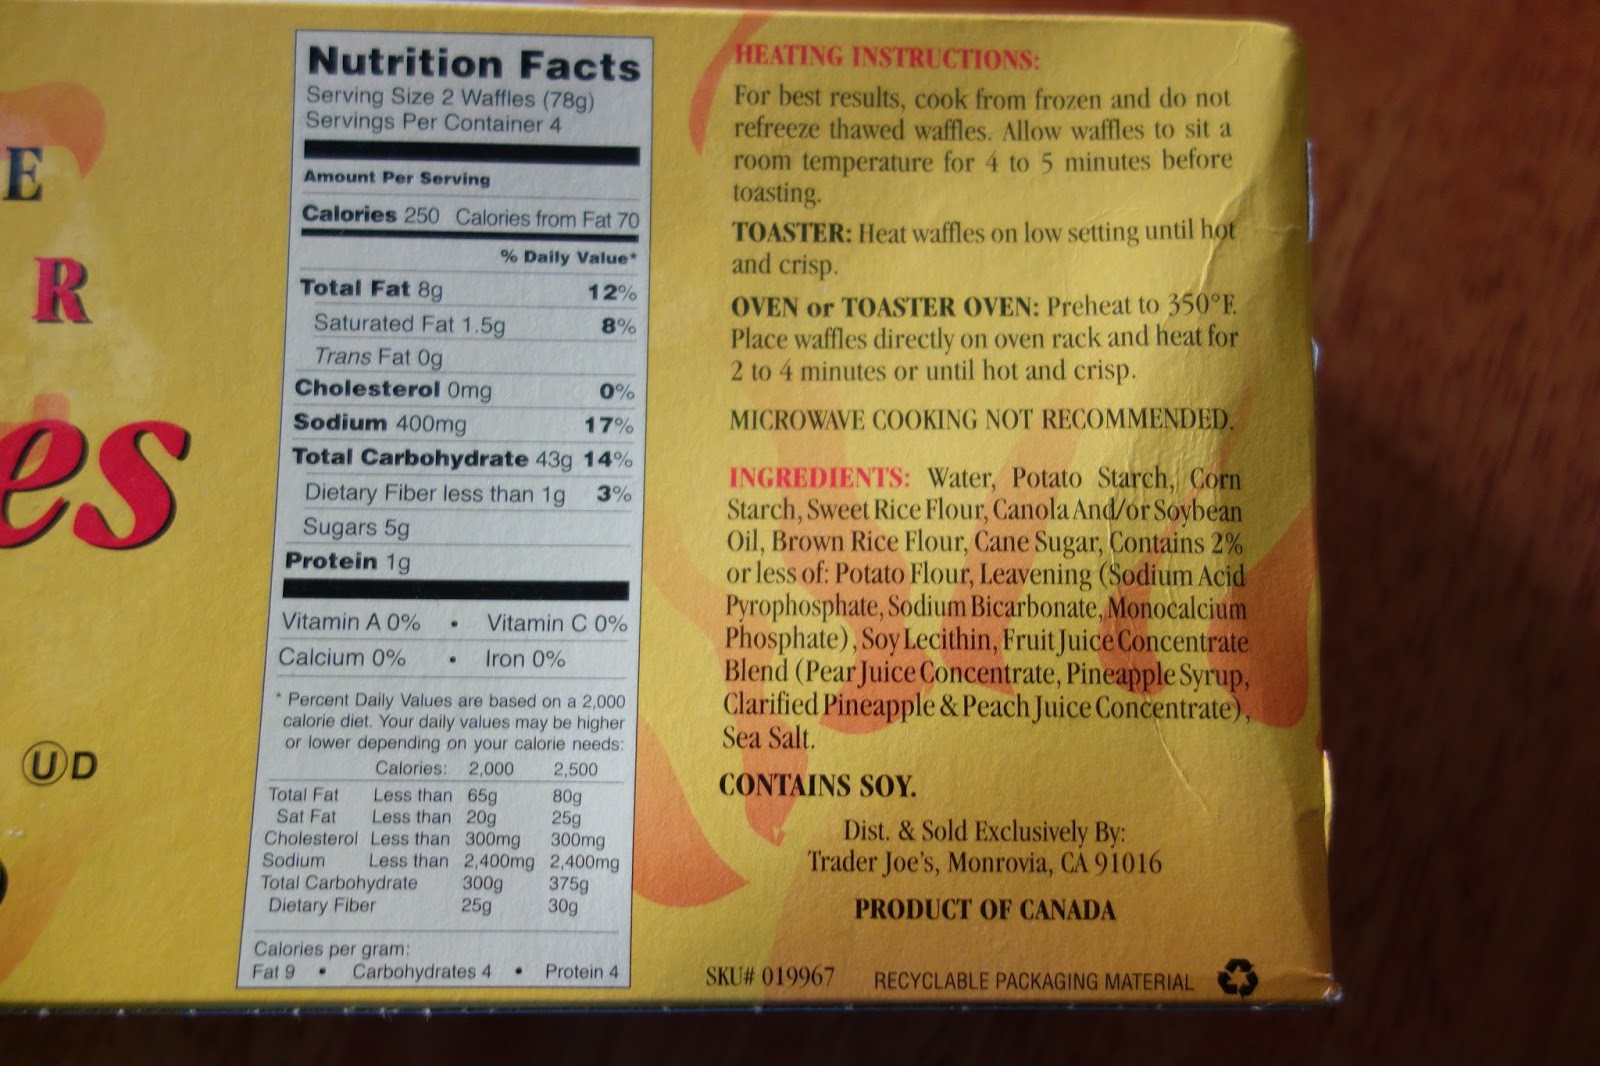 E
R
es
ⓊD
Nutrition Facts
Serving Size 2 Waffles (78g)
Servings Per Container 4
Amount Per Serving
Calories 250 Calories from Fat 70
% Daily Value*
Total Fat 8g 12%
Saturated Fat 1.5g 8%
Trans Fat 0g
Cholesterol 0mg 0%
Sodium 400mg 17%
Total Carbohydrate 43g 14%
Dietary Fiber less than 1g 3%
Sugars 5g
Protein 1g
Vitamin A 0% • Vitamin C 0%
Calcium 0% • Iron 0%
* Percent Daily Values are based on a 2,000
calorie diet. Your daily values may be higher
or lower depending on your calorie needs:
Calories: 2,000 2,500
Total Fat Less than 65g 80g
Sat Fat Less than 20g 25g
Cholesterol Less than 300mg 300mg
Sodium Less than 2,400mg 2,400mg
Total Carbohydrate 300g 375g
Dietary Fiber 25g 30g
Calories per gram:
Fat 9 • Carbohydrates 4 • Protein 4
HEATING INSTRUCTIONS:
For best results, cook from frozen and do not
refreeze thawed waffles. Allow waffles to sit a
room temperature for 4 to 5 minutes before
toasting.
TOASTER: Heat waffles on low setting until hot
and crisp.
OVEN or TOASTER OVEN: Preheat to 350°F.
Place waffles directly on oven rack and heat for
2 to 4 minutes or until hot and crisp.
MICROWAVE COOKING NOT RECOMMENDED.
INGREDIENTS: Water, Potato Starch, Corn
Starch, Sweet Rice Flour, Canola And/or Soybean
Oil, Brown Rice Flour, Cane Sugar, Contains 2%
or less of: Potato Flour, Leavening (Sodium Acid
Pyrophosphate, Sodium Bicarbonate, Monocalcium
Phosphate), Soy Lecithin, Fruit Juice Concentrate
Blend (Pear Juice Concentrate, Pineapple Syrup,
Clarified Pineapple & Peach Juice Concentrate),
Sea Salt.
CONTAINS SOY.
Dist. & Sold Exclusively By:
Trader Joe's, Monrovia, CA 91016
PRODUCT OF CANADA
SKU# 019967 RECYCLABLE PACKAGING MATERIAL